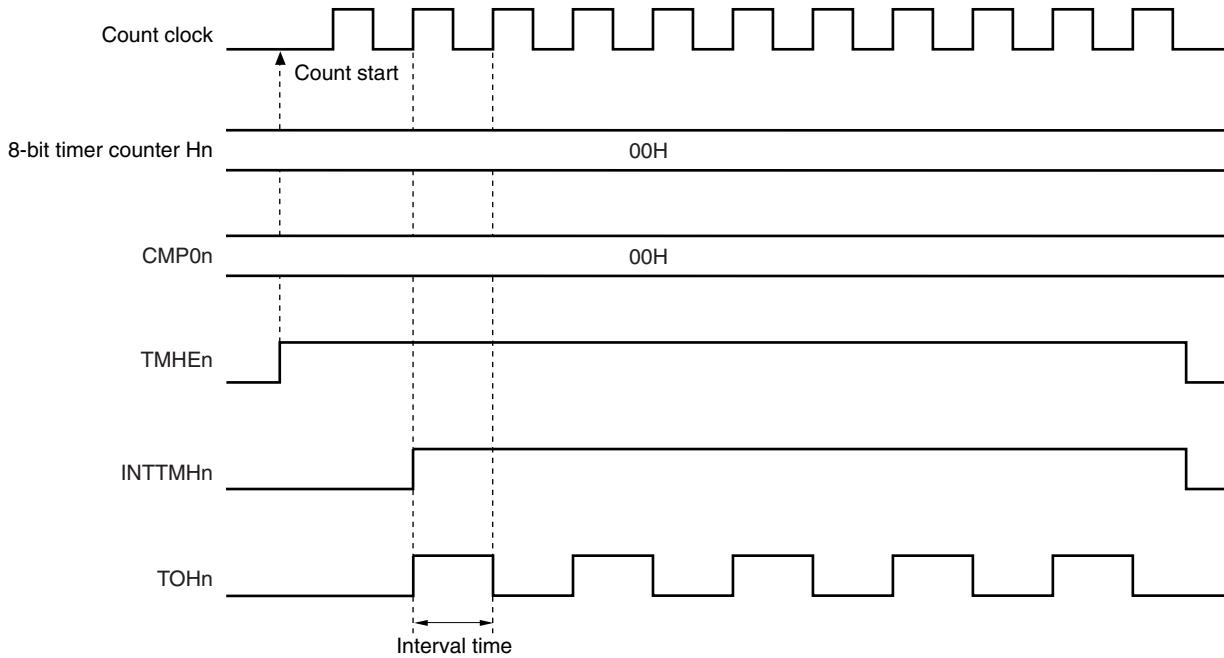 Count clock
Count start
8-bit timer counter Hn
00H
CMP0n
00H
TMHEn
INTTMHn
TOHn
Interval time